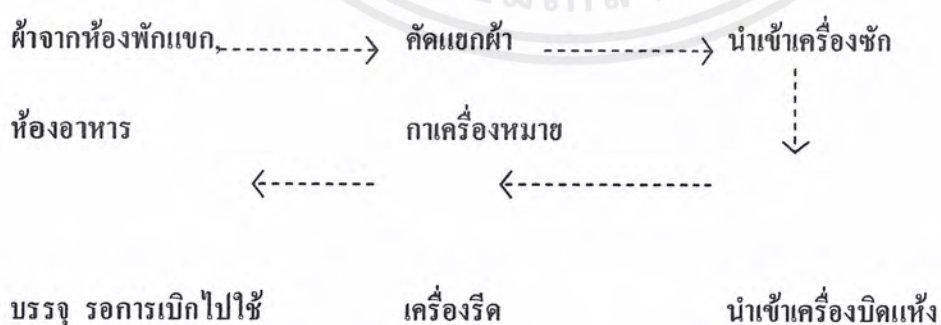 ผ้าจากห้องพักแขก, คัดแยกผ้า นำเข้าเครื่องซัก
ห้องอาหาร กาเครื่องหมาย
บรรจุ รอการเบิกไปใช้ เครื่องรีด นำเข้าเครื่องบิดแห้ง